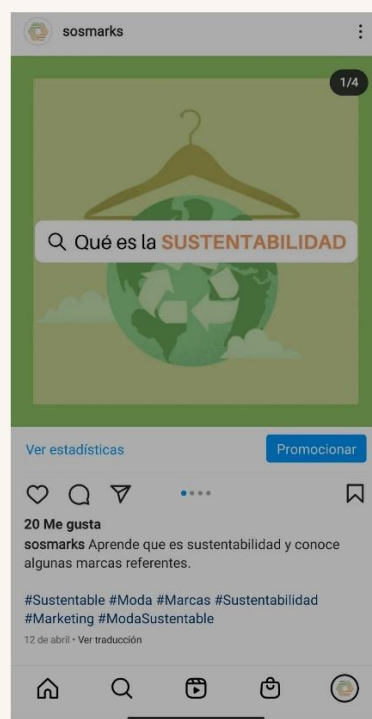 sosmarks
1/4
Qué es la SUSTENTABILIDAD
Ver estadísticas
Promocionar
20 Me gusta
sosmarks Aprende que es sustentabilidad y conoce
algunas marcas referentes.
#Sustentable #Moda #Marcas #Sustentabilidad
#Marketing #ModaSustentable
12 de abril • Ver traducción